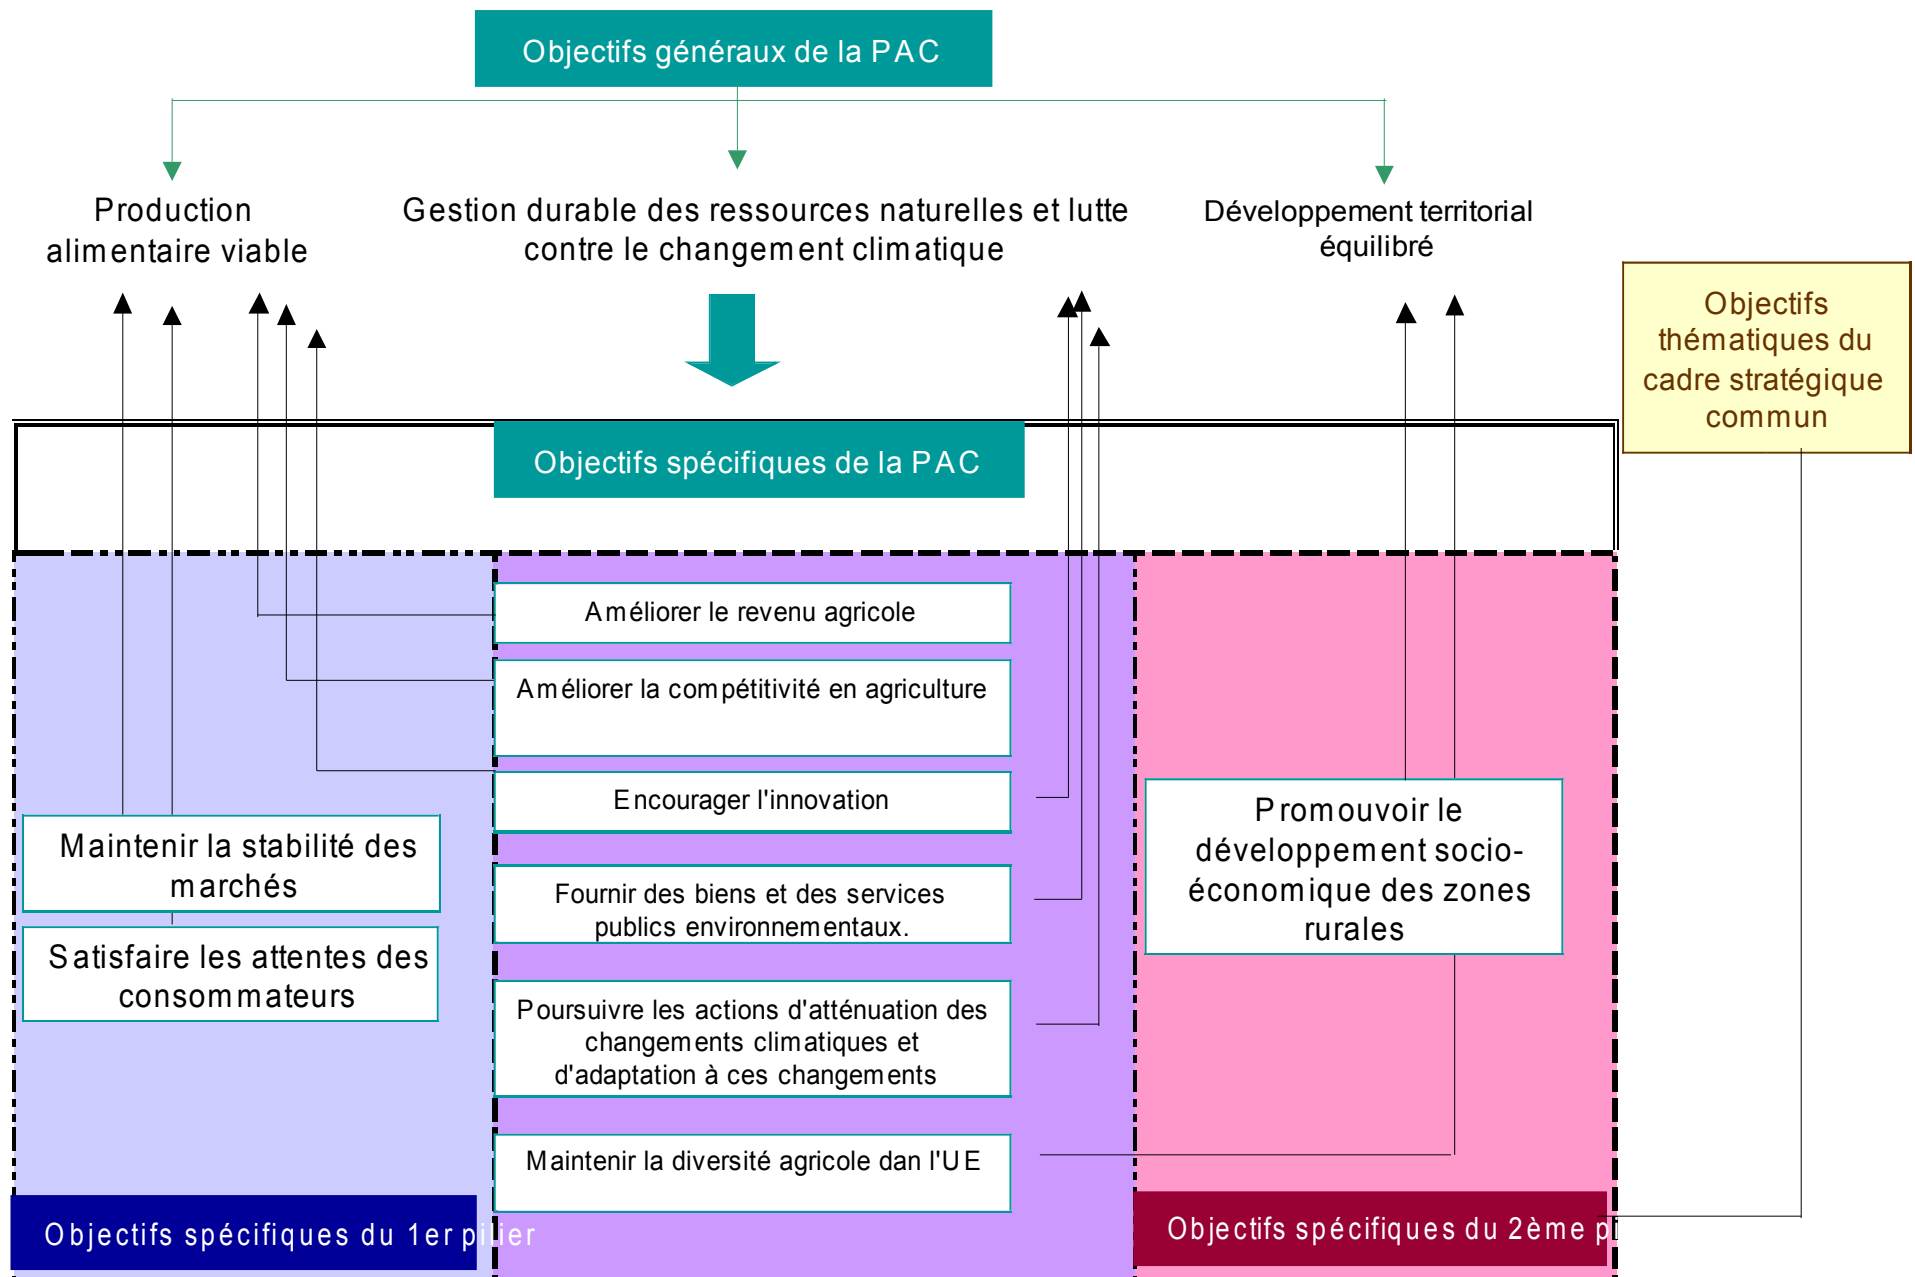 Objectifs généraux de la PAC
Production
alimentaire viable
Gestion durable des ressources naturelles et lutte
contre le changement climatique
Développement territorial
équilibré
Objectifs
thématiques du
cadre stratégique
commun
Objectifs spécifiques de la PAC
Améliorer le revenu agricole
Améliorer la compétitivité en agriculture
Encourager l'innovation
Fournir des biens et des services
publics environnementaux.
Poursuivre les actions d'atténuation des
changements climatiques et
d'adaptation à ces changements
Maintenir la diversité agricole dan l'UE
Maintenir la stabilité des
marchés
Satisfaire les attentes des
consommateurs
Promouvoir le
développement socio-
économique des zones
rurales
Objectifs spécifiques du 1er pilier
Objectifs spécifiques du 2ème pi